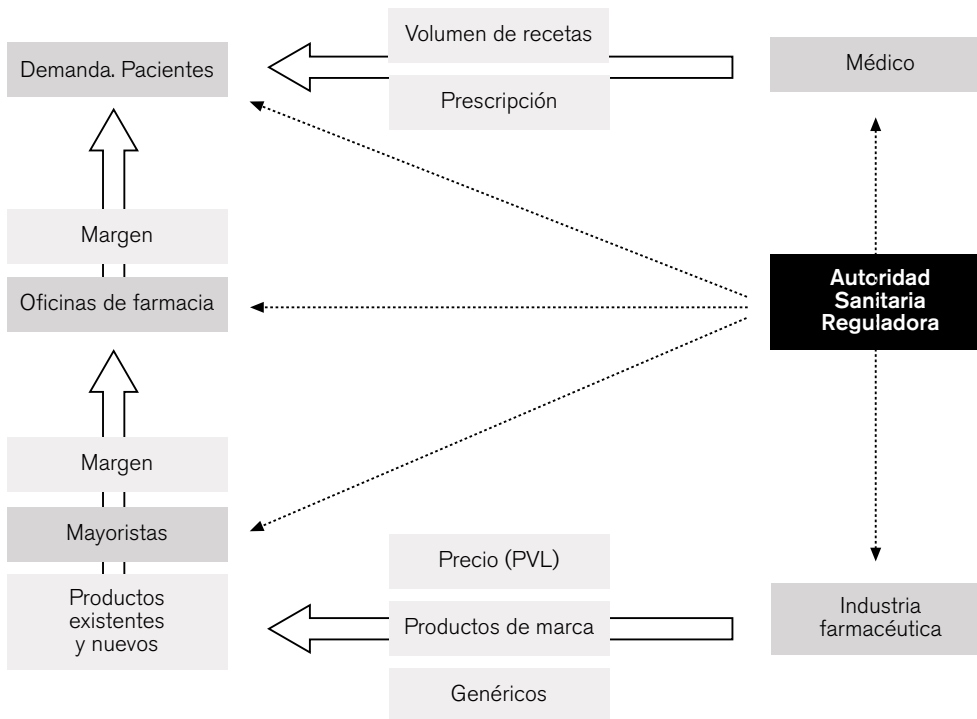 Volumen de recetas
Demanda. Pacientes
Médico
Prescripción
Margen
Oficinas de farmacia
Autoridad
Sanitaria
Reguladora
Margen
Mayoristas
Precio (PVL)
Productos
existentes
y nuevos
Productos de marca
Industria
farmacéutica
Genéricos